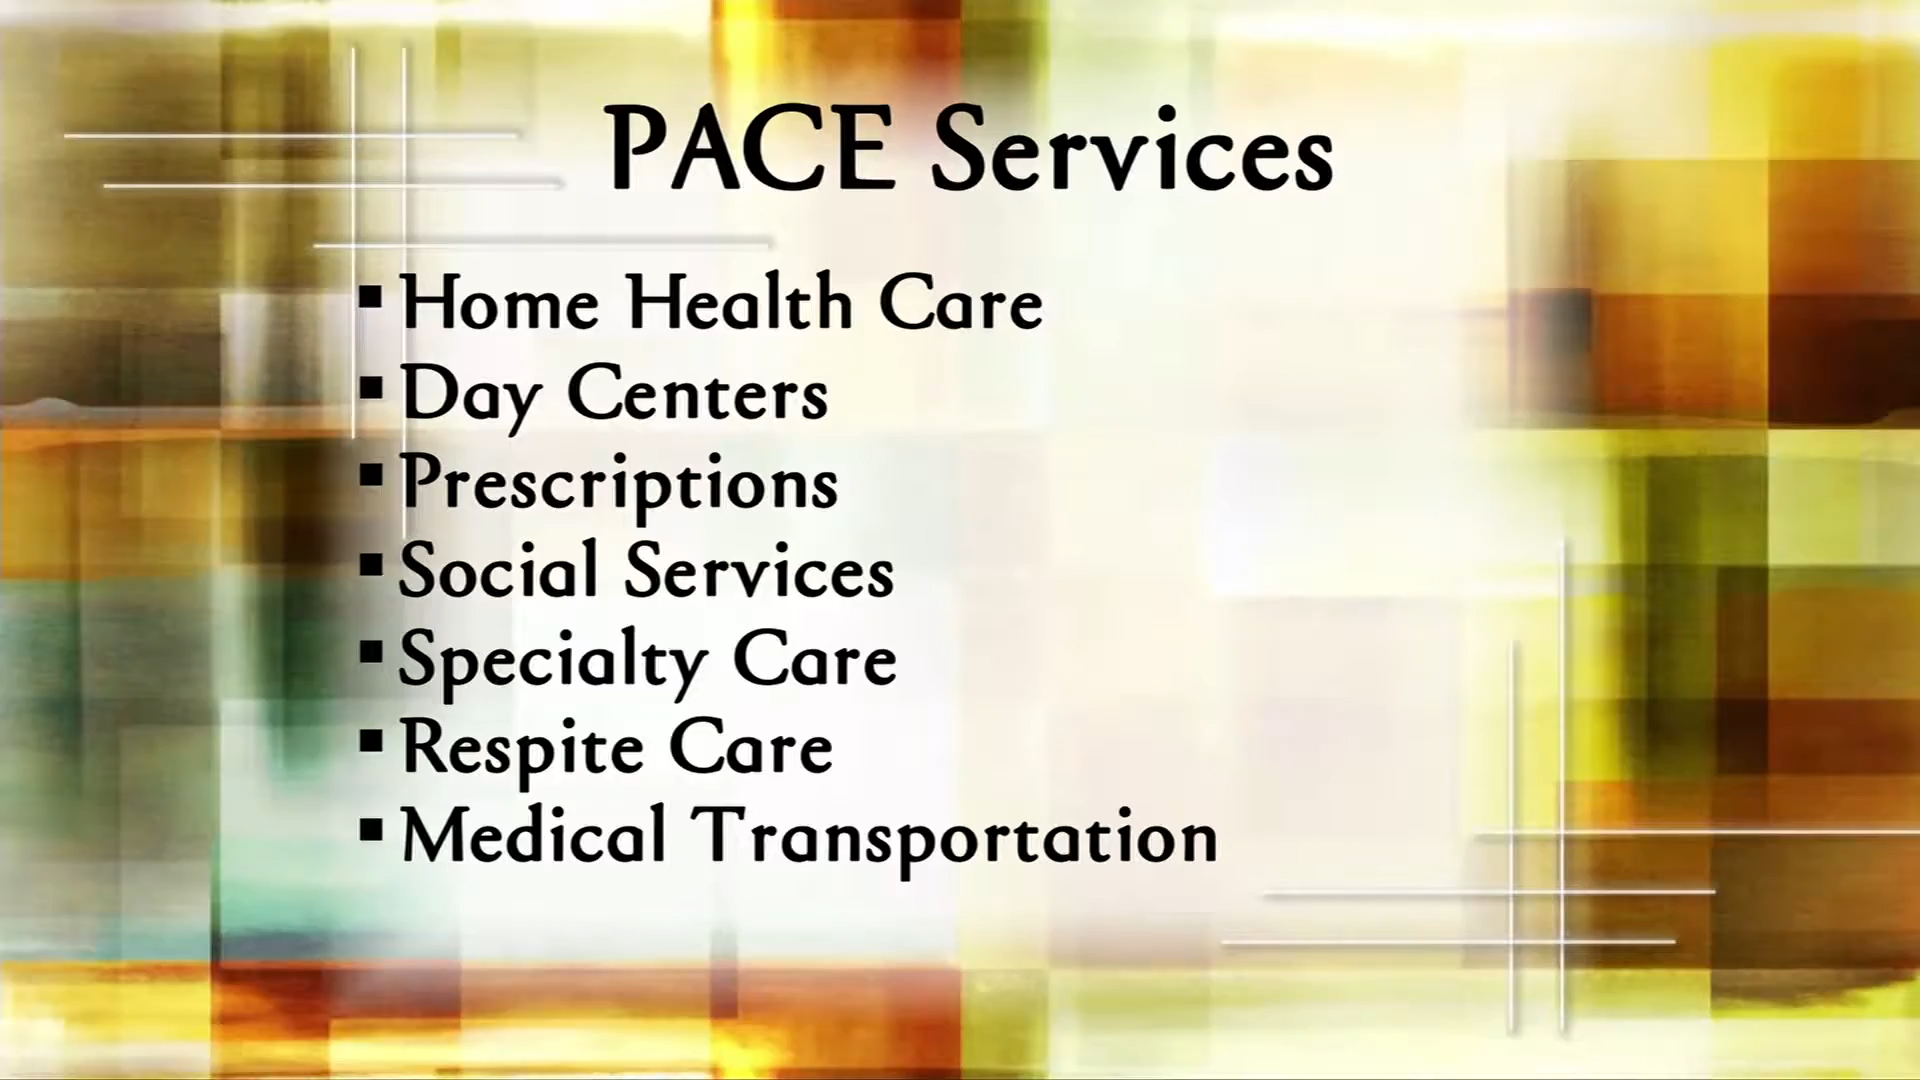 PACE Services
▪ Home Health Care
▪ Day Centers
▪ Prescriptions
▪ Social Services
▪ Specialty Care
▪ Respite Care
▪ Medical Transportation